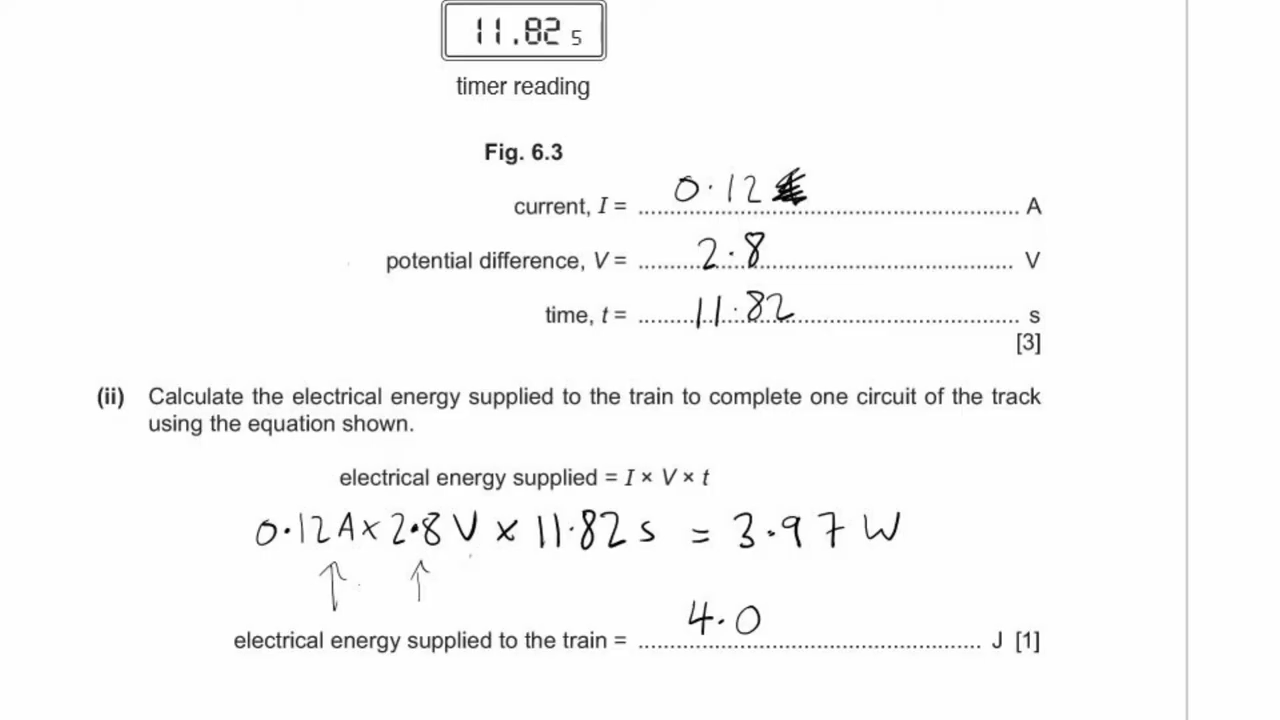 11.82 s
timer reading
Fig. 6.3
current, I = 0.12 A
potential difference, V = 2.8 V
time, t = 11.82 s
[3]
(ii) Calculate the electrical energy supplied to the train to complete one circuit of the track
using the equation shown.
electrical energy supplied = I × V × t
0.12A × 2.8 V × 11.82 s = 3.97 W
electrical energy supplied to the train = 4.0 J [1]